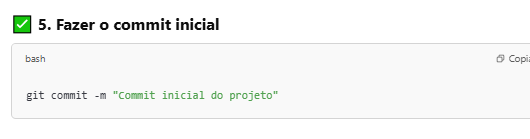 ✅ 5. Fazer o commit inicial
bash
Copia
git commit -m "Commit inicial do projeto"